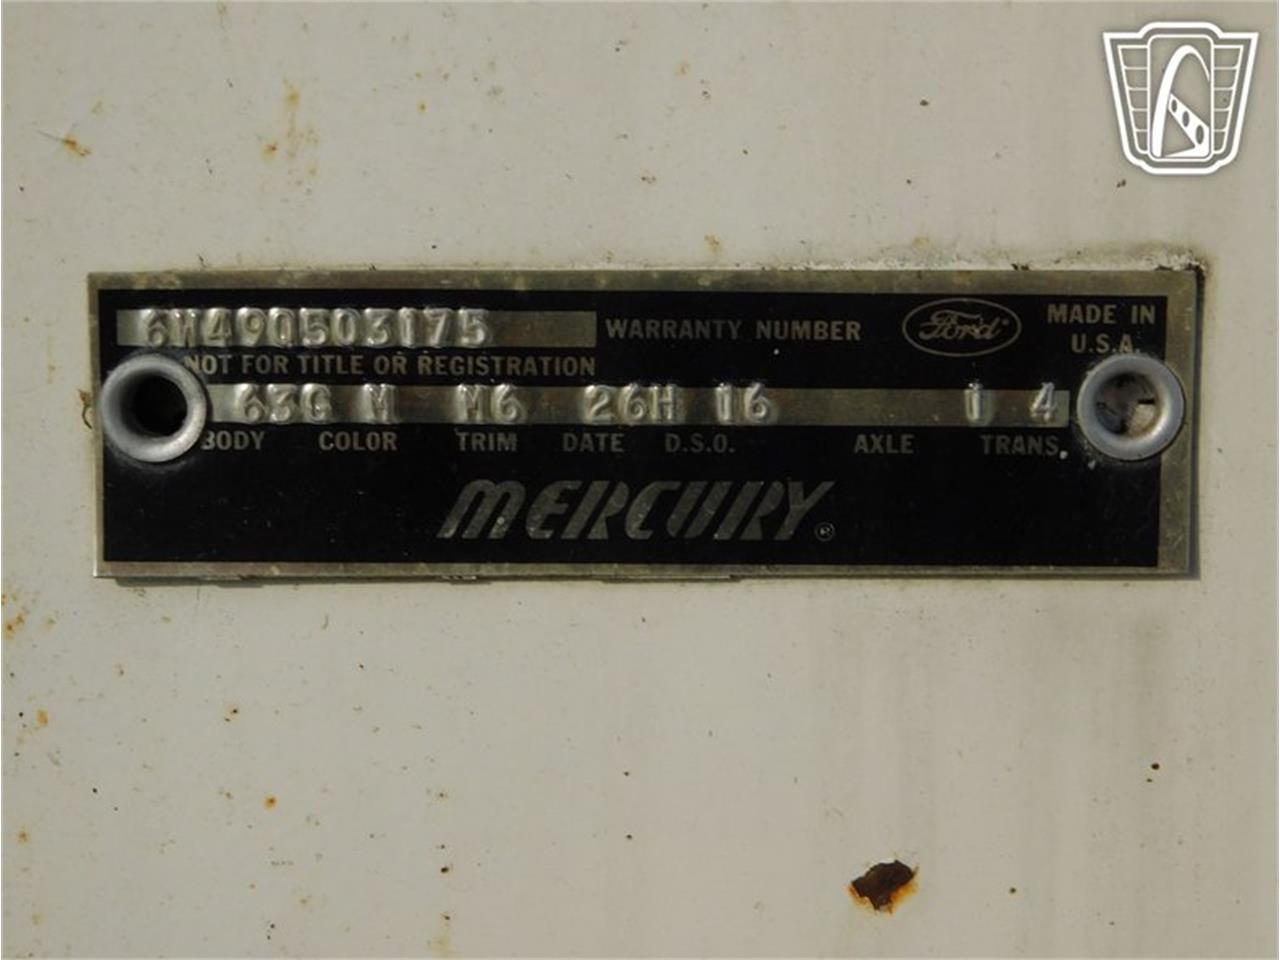 6W49Q503175 WARRANTY NUMBER Ford MADE IN U.S.A.
NOT FOR TITLE OR REGISTRATION
63G M M6 26H 16 1 4
BODY COLOR TRIM DATE D.S.O. AXLE TRANS.
MERCURY®